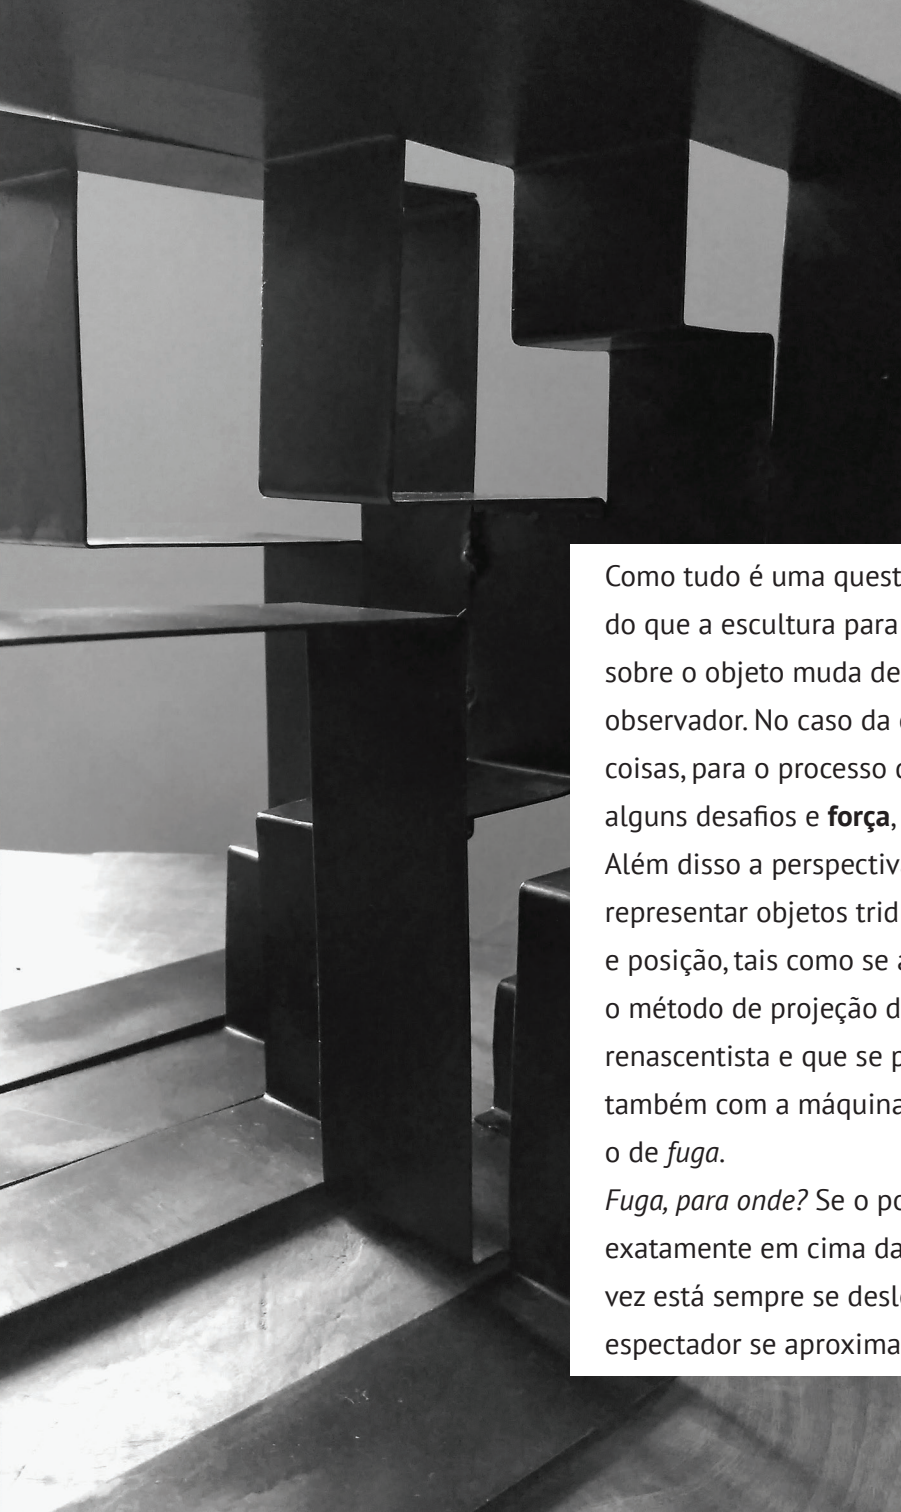 Como tudo é uma quest
do que a escultura para
sobre o objeto muda de
observador. No caso da
coisas, para o processo
alguns desafios e força,
Além disso a perspectiv
representar objetos trid
e posição, tais como se a
o método de projeção d
renascentista e que se p
também com a máquina
o de fuga.
Fuga, para onde? Se o po
exatamente em cima da
vez está sempre se desl
espectador se aproxima